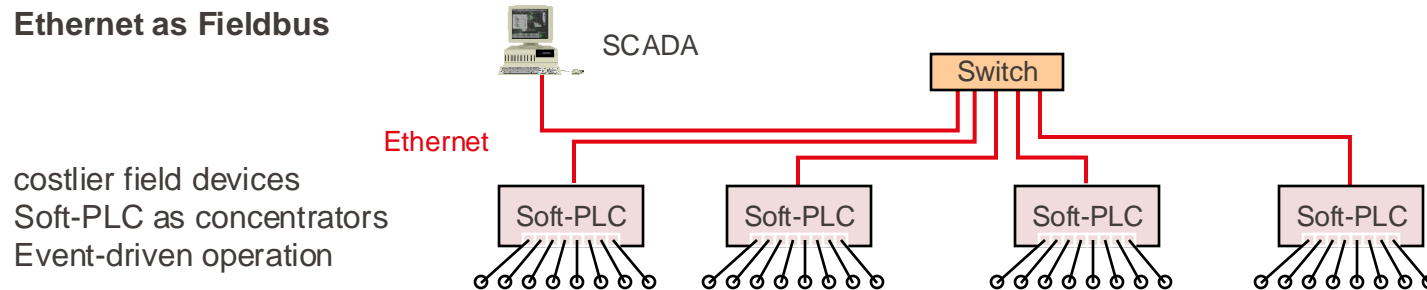 Ethernet as Fieldbus
SCADA
Switch
Ethernet
costlier field devices
Soft-PLC as concentrators
Event-driven operation
Soft-PLC
Soft-PLC
Soft-PLC
Soft-PLC